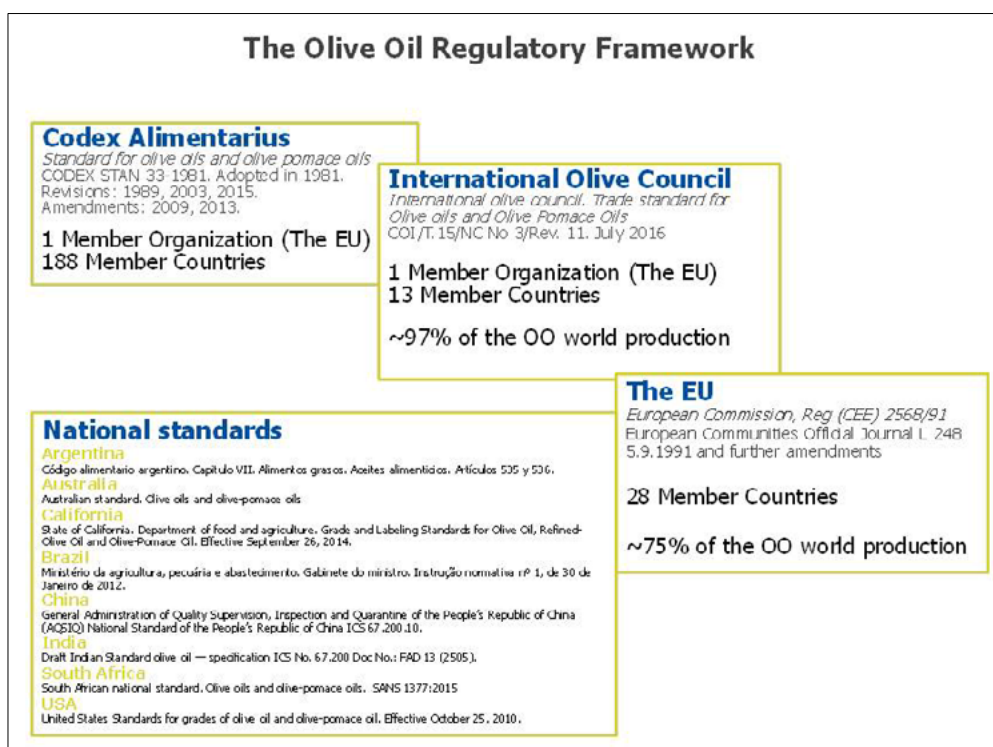 The Olive Oil Regulatory Framework
Codex Alimentarius
Standard for olive oils and olive pomace oils
CODEX STAN 33-1981. Adopted in 1981.
Revisions: 1989, 2003, 2015.
Amendments: 2009, 2013.
1 Member Organization (The EU)
188 Member Countries
International Olive Council
International olive council. Trade standard for
Olive oils and Olive Pomace Oils
COI/T.15/NC No 3/Rev. 11. July 2016
1 Member Organization (The EU)
13 Member Countries
~97% of the OO world production
The EU
European Commission, Reg (CEE) 2568/91
European Communities Official Journal L 248
5.9.1991 and further amendments
28 Member Countries
~75% of the OO world production
National standards
Argentina
Código alimentario argentino. Capítulo VII. Alimentos grasos. Aceites alimenticios. Artículos 535 y 536.
Australia
Australian standard. Olive oils and olive-pomace oils
California
State of California. Department of food and agriculture. Grade and Labeling Standards for Olive Oil, Refined-
Olive Oil and Olive-Pomace Oil. Effective September 26, 2014.
Brazil
Ministério da agricultura, pecuária e abastecimento. Gabinete do ministro. Instrução normativa nº 1, de 30 de
Janeiro de 2012.
China
General Administration of Quality Supervision, Inspection and Quarantine of the People's Republic of China
(AQSIQ) National Standard of the People's Republic of China ICS 67.200.10.
India
Draft Indian Standard olive oil — specification ICS No. 67.200 Doc No.: FAD 13 (2505).
South Africa
South African national standard. Olive oils and olive-pomace oils. SANS 1377:2015
USA
United States Standards for grades of olive oil and olive-pomace oil. Effective October 25, 2010.